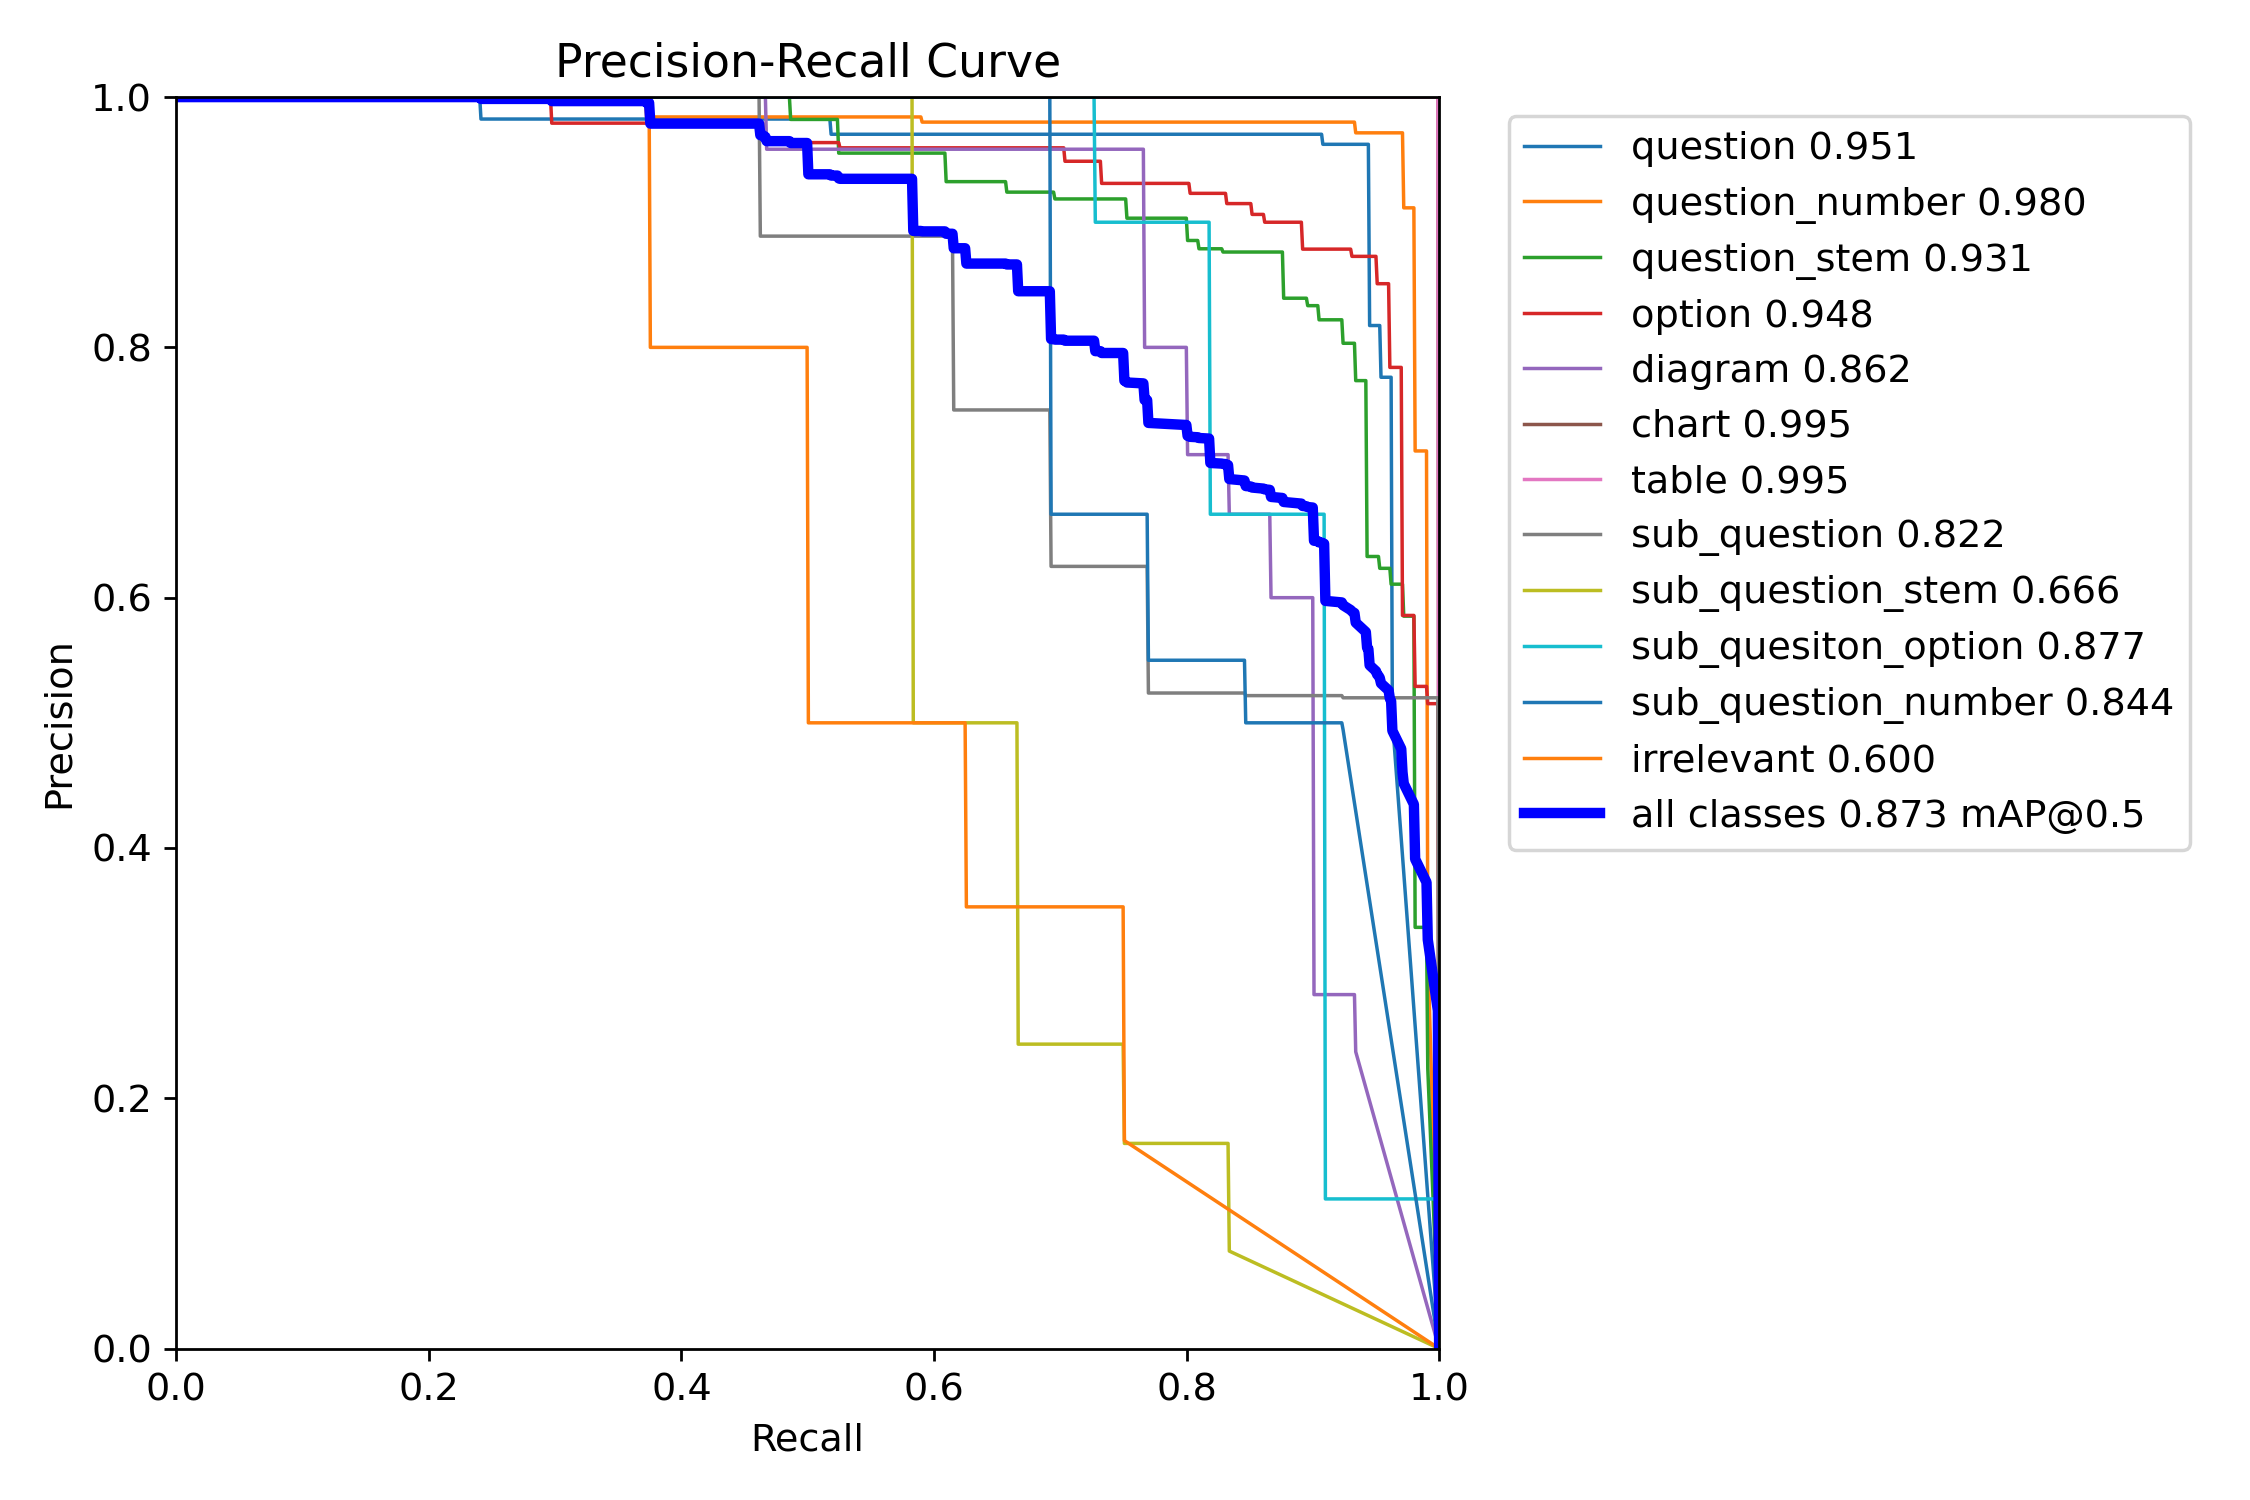 Precision-Recall Curve
1.0
0.8
0.6
0.4
0.2
0.0
Precision
0.0 0.2 0.4 0.6 0.8 1.0
Recall
question 0.951
question_number 0.980
question_stem 0.931
option 0.948
diagram 0.862
chart 0.995
table 0.995
sub_question 0.822
sub_question_stem 0.666
sub_quesiton_option 0.877
sub_question_number 0.844
irrelevant 0.600
all classes 0.873 mAP@0.5